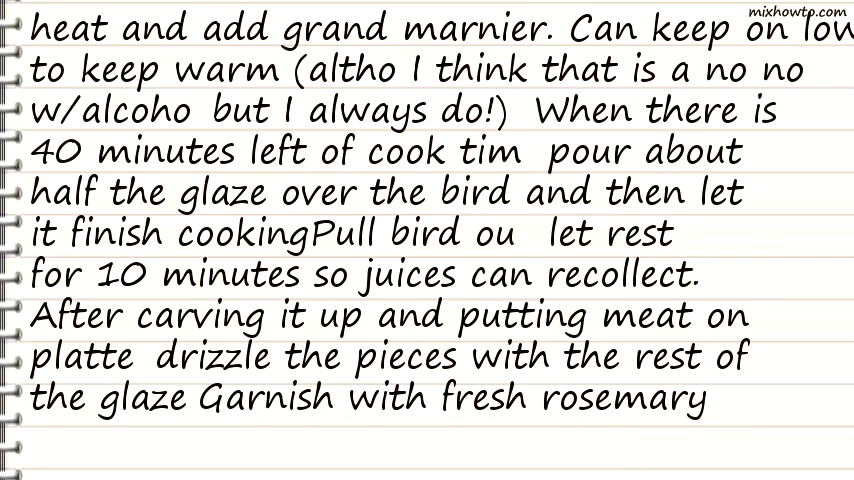 mixhowtp.com
heat and add grand marnier. Can keep on low
to keep warm (altho I think that is a no no
w/alcoho but I always do!) When there is
40 minutes left of cook tim pour about
half the glaze over the bird and then let
it finish cookingPull bird ou let rest
for 10 minutes so juices can recollect.
After carving it up and putting meat on
platte drizzle the pieces with the rest of
the glaze Garnish with fresh rosemary